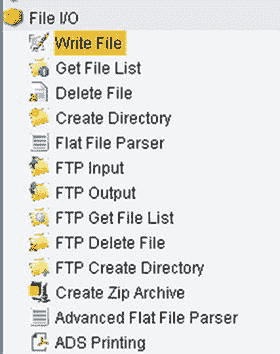 File I/O
Write File
Get File List
Delete File
Create Directory
Flat File Parser
FTP Input
FTP Output
FTP Get File List
FTP Delete File
FTP Create Directory
Create Zip Archive
Advanced Flat File Parser
ADS Printing